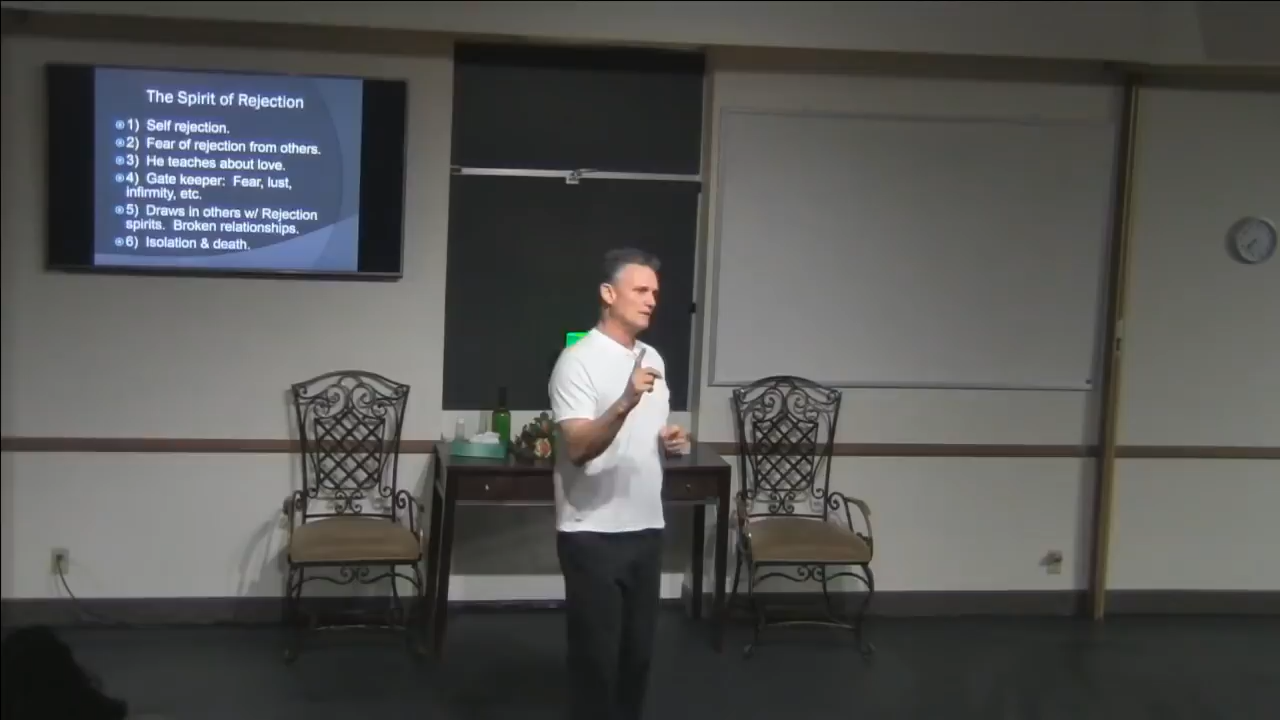 The Spirit of Rejection
1) Self rejection.
2) Fear of rejection from others.
3) He teaches about love.
4) Gate keeper: Fear, lust,
infirmity, etc.
5) Draws in others w/ Rejection
spirits. Broken relationships.
6) Isolation & death.